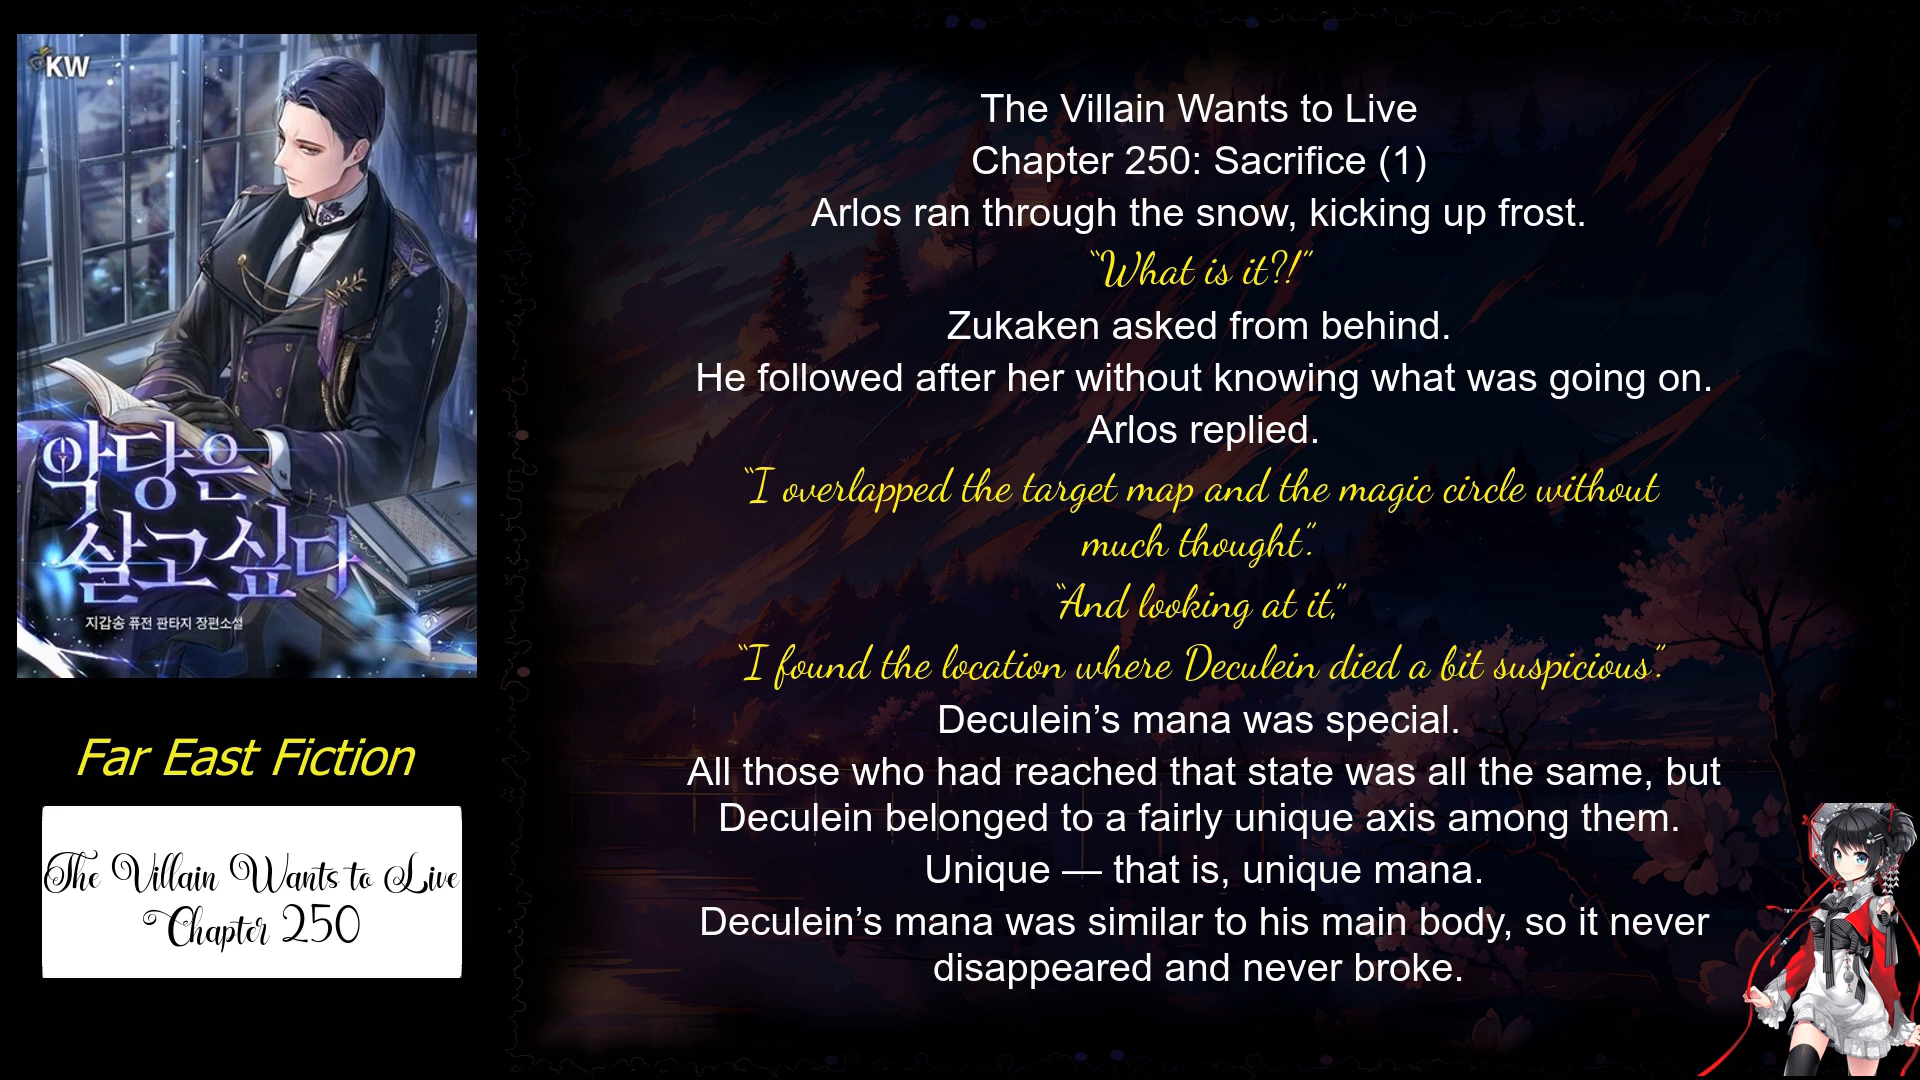 KW
악당은
살고싶다
지갑송 퓨전 판타지 장편소설
Far East Fiction
The Villain Wants to Live
Chapter 250
The Villain Wants to Live
Chapter 250: Sacrifice (1)
Arlos ran through the snow, kicking up frost.
“What is it?!”
Zukaken asked from behind.
He followed after her without knowing what was going on.
Arlos replied.
“I overlapped the target map and the magic circle without
much thought”.
“And looking at it,”
“I found the location where Deculein died a bit suspicious”.
Deculein’s mana was special.
All those who had reached that state was all the same, but
Deculein belonged to a fairly unique axis among them.
Unique — that is, unique mana.
Deculein’s mana was similar to his main body, so it never
disappeared and never broke.